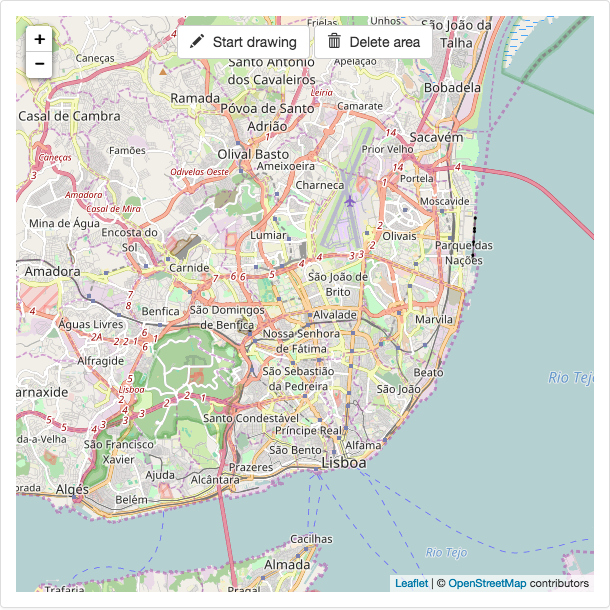 +
−
Start drawing
Delete area
Frielas
Unhos
São João da
Talha
Caneças
Santo António
dos Cavaleiros
Apelação
Bobadela
Ramada
Leiria
Camarate
Casal de Cambra
Póvoa de Santo
Adrião
14
Sacavém
Prior Velho
Famões
Olival Basto
Ameixoeira
Caneças
3
Odivelas Oeste
4
Portela
Charneca
14
Amadora
Casal de Mira
Moscavide
Mina de Água
Encosta do
Sol
Lumiar
Olivais
Parque das
Nações
Amadora
Carnide
7 6 6 5 4 4 3 3
2
São João de
Brito
Benfica
São Domingos
de Benfica
Alvalade
Marvila
Águas Livres
Nossa Senhora
de Fátima
2A 2 2 2 6 1
Alfragide
São Sebastião
da Pedreira
Beato
Rio Tejo
Lisboa
São João
arnaxide
Santo Condestável
Príncipe Real
da-a-Velha
São Francisco
Xavier
São Bento
Alfama
Lisboa
Ajuda
Prazeres
Alcântara
orada
Algés
Belém
Cacilhas
Rio Tejo
Almada
Trafaria
Pragal
Leaflet | © OpenStreetMap contributors